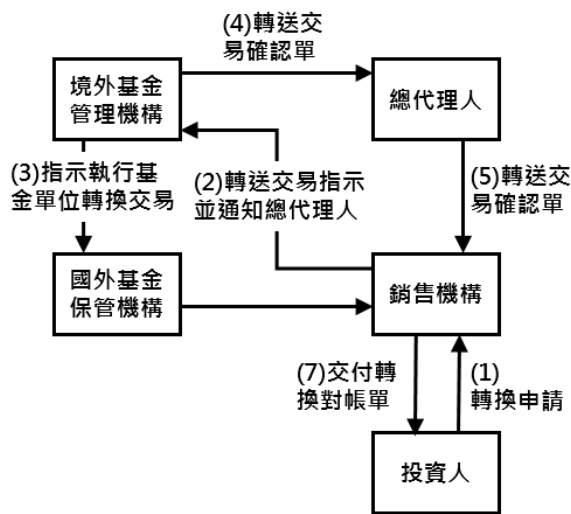 (4)轉送交
易確認單
境外基金
管理機構
總代理人
(3)指示執行基
金單位轉換交易
(2)轉送交易指示
並通知總代理人
(5)轉送交
易確認單
國外基金
保管機構
銷售機構
(7)交付轉
換對帳單
(1)
轉換申請
投資人